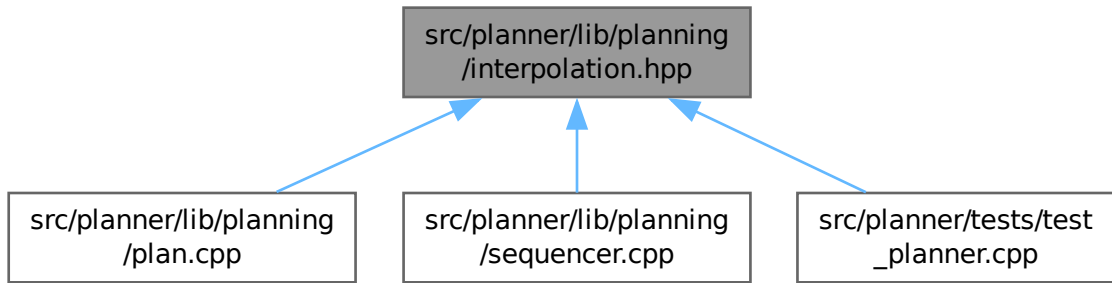 src/planner/lib/planning
/interpolation.hpp
src/planner/lib/planning
/plan.cpp
src/planner/lib/planning
/sequencer.cpp
src/planner/tests/test
_planner.cpp